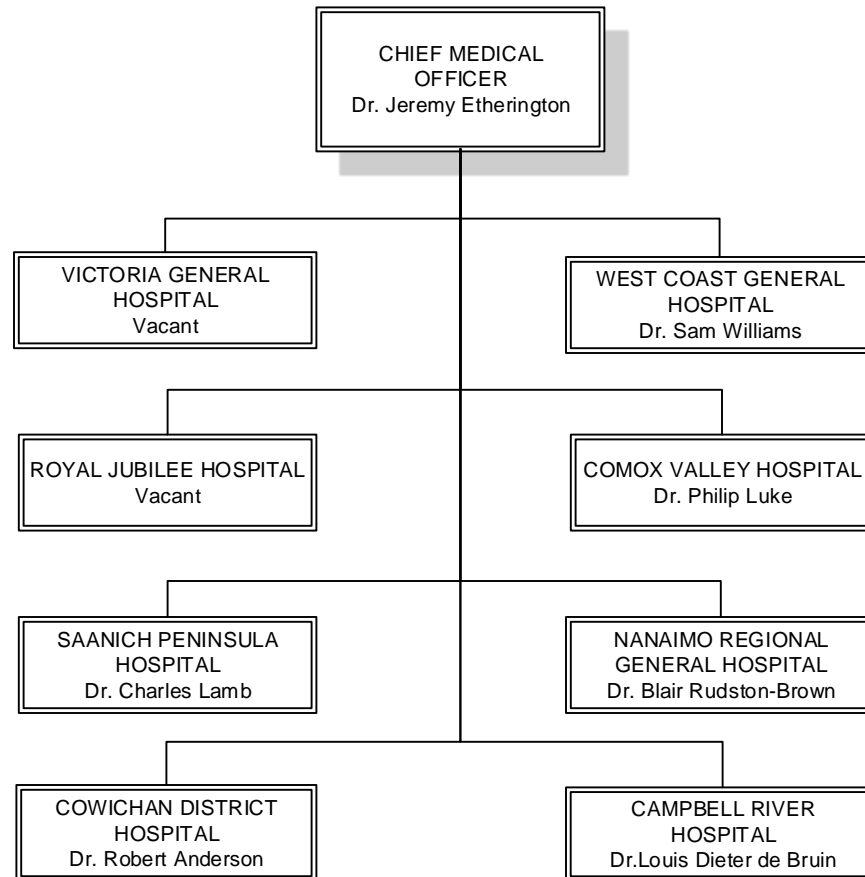 CHIEF MEDICAL
OFFICER
Dr. Jeremy Etherington
VICTORIA GENERAL
HOSPITAL
Vacant
WEST COAST GENERAL
HOSPITAL
Dr. Sam Williams
ROYAL JUBILEE HOSPITAL
Vacant
COMOX VALLEY HOSPITAL
Dr. Philip Luke
SAANICH PENINSULA
HOSPITAL
Dr. Charles Lamb
NANAIMO REGIONAL
GENERAL HOSPITAL
Dr. Blair Rudston-Brown
COWICHAN DISTRICT
HOSPITAL
Dr. Robert Anderson
CAMPBELL RIVER
HOSPITAL
Dr.Louis Dieter de Bruin